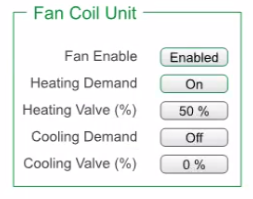 Fan Coil Unit
Fan Enable Enabled
Heating Demand On
Heating Valve (%) 50 %
Cooling Demand Off
Cooling Valve (%) 0 %